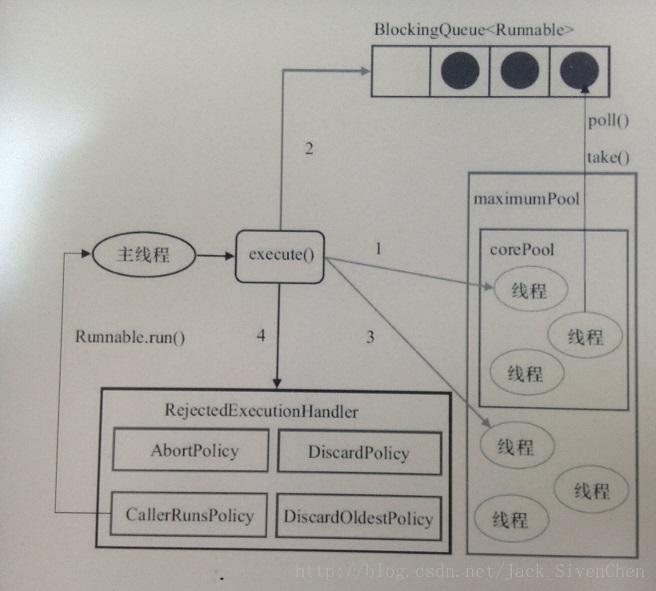 BlockingQueue<Runnable>
poll()
2
take()
maximumPool
corePool
主线程
execute()
1
线程
线程
Runnable.run()
4
3
线程
RejectedExecutionHandler
线程
AbortPolicy
DiscardPolicy
线程
CallerRunsPolicy
DiscardOldestPolicy
线程
http://blog.csdn.net/Jack_SivenChen